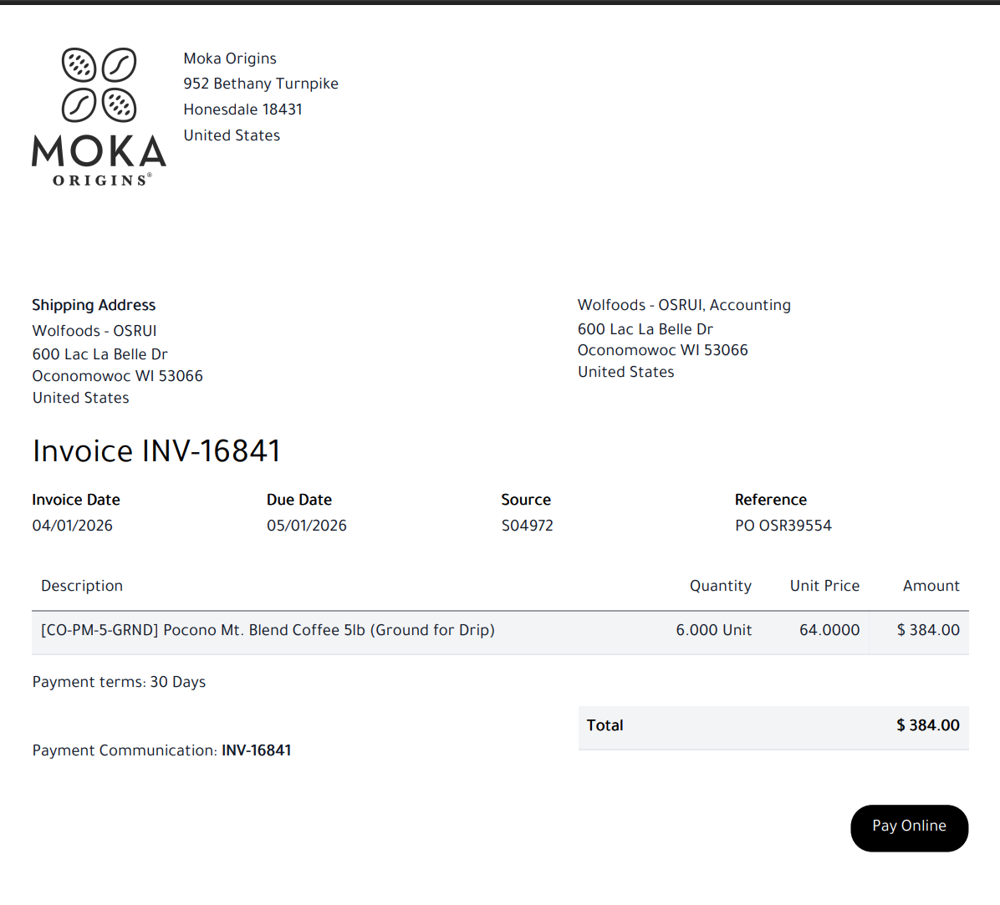 MOKA
ORIGINS®
Moka Origins
952 Bethany Turnpike
Honesdale 18431
United States
Shipping Address
Wolfoods - OSRUI
600 Lac La Belle Dr
Oconomowoc WI 53066
United States
Wolfoods - OSRUI, Accounting
600 Lac La Belle Dr
Oconomowoc WI 53066
United States
Invoice INV-16841
Invoice Date Due Date Source Reference
04/01/2026 05/01/2026 S04972 PO OSR39554
Description Quantity Unit Price Amount
[CO-PM-5-GRND] Pocono Mt. Blend Coffee 5lb (Ground for Drip) 6.000 Unit 64.0000 $ 384.00
Payment terms: 30 Days
Total $ 384.00
Payment Communication: INV-16841
Pay Online